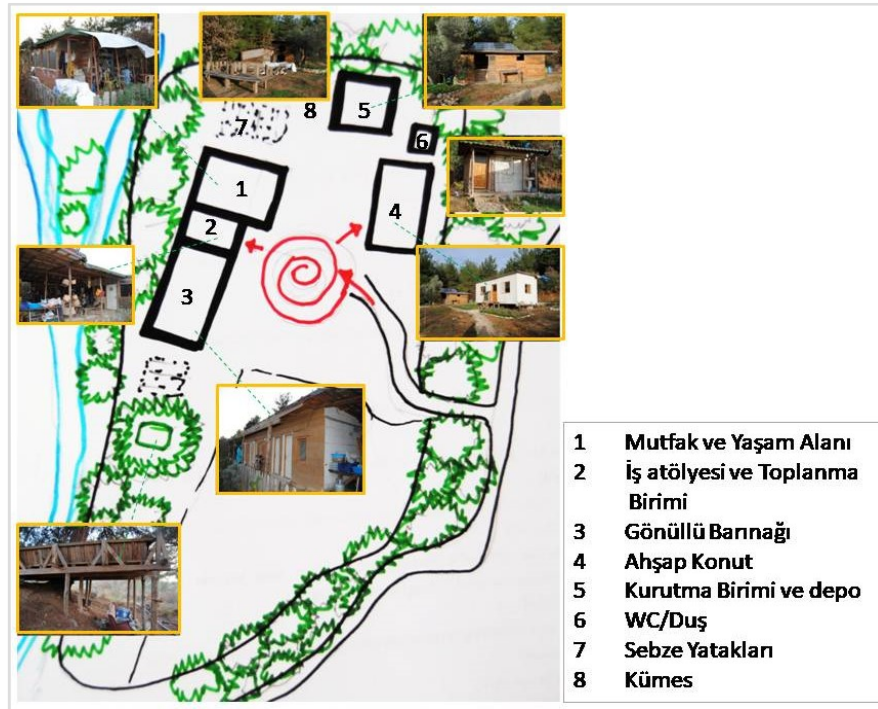 7
8
5
6
1
4
2
3
7
1 Mutfak ve Yaşam Alanı
2 İş atölyesi ve Toplanma
Birimi
3 Gönüllü Barınağı
4 Ahşap Konut
5 Kurutma Birimi ve depo
6 WC/Duş
7 Sebze Yatakları
8 Kümes